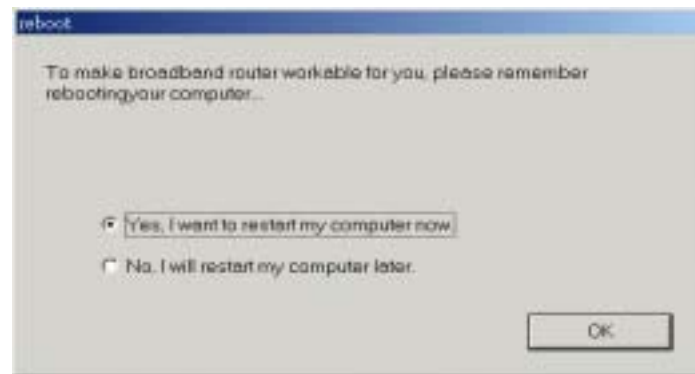 reboot
To make broadband router workable for you, please remember
rebootingyour computer...
Yes, I want to restart my computer now.
No, I will restart my computer later.
OK